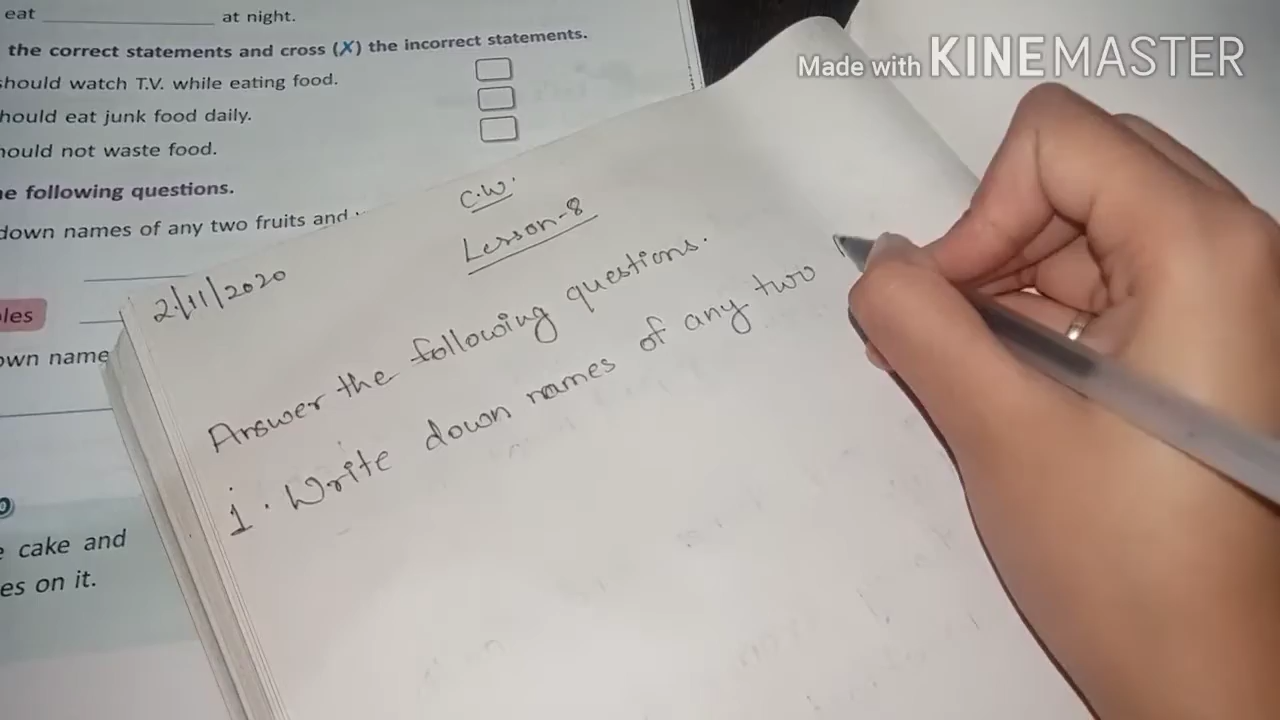 eat ____________ at night.
the correct statements and cross (X) the incorrect statements.
should watch T.V. while eating food.
hould eat junk food daily.
hould not waste food.
e following questions.
down names of any two fruits and
les
own name
cake and
es on it.
Made with KINEMASTER
C.W.
Lesson-8
2/11/2020
Answer the following questions.
1. Write down names of any two